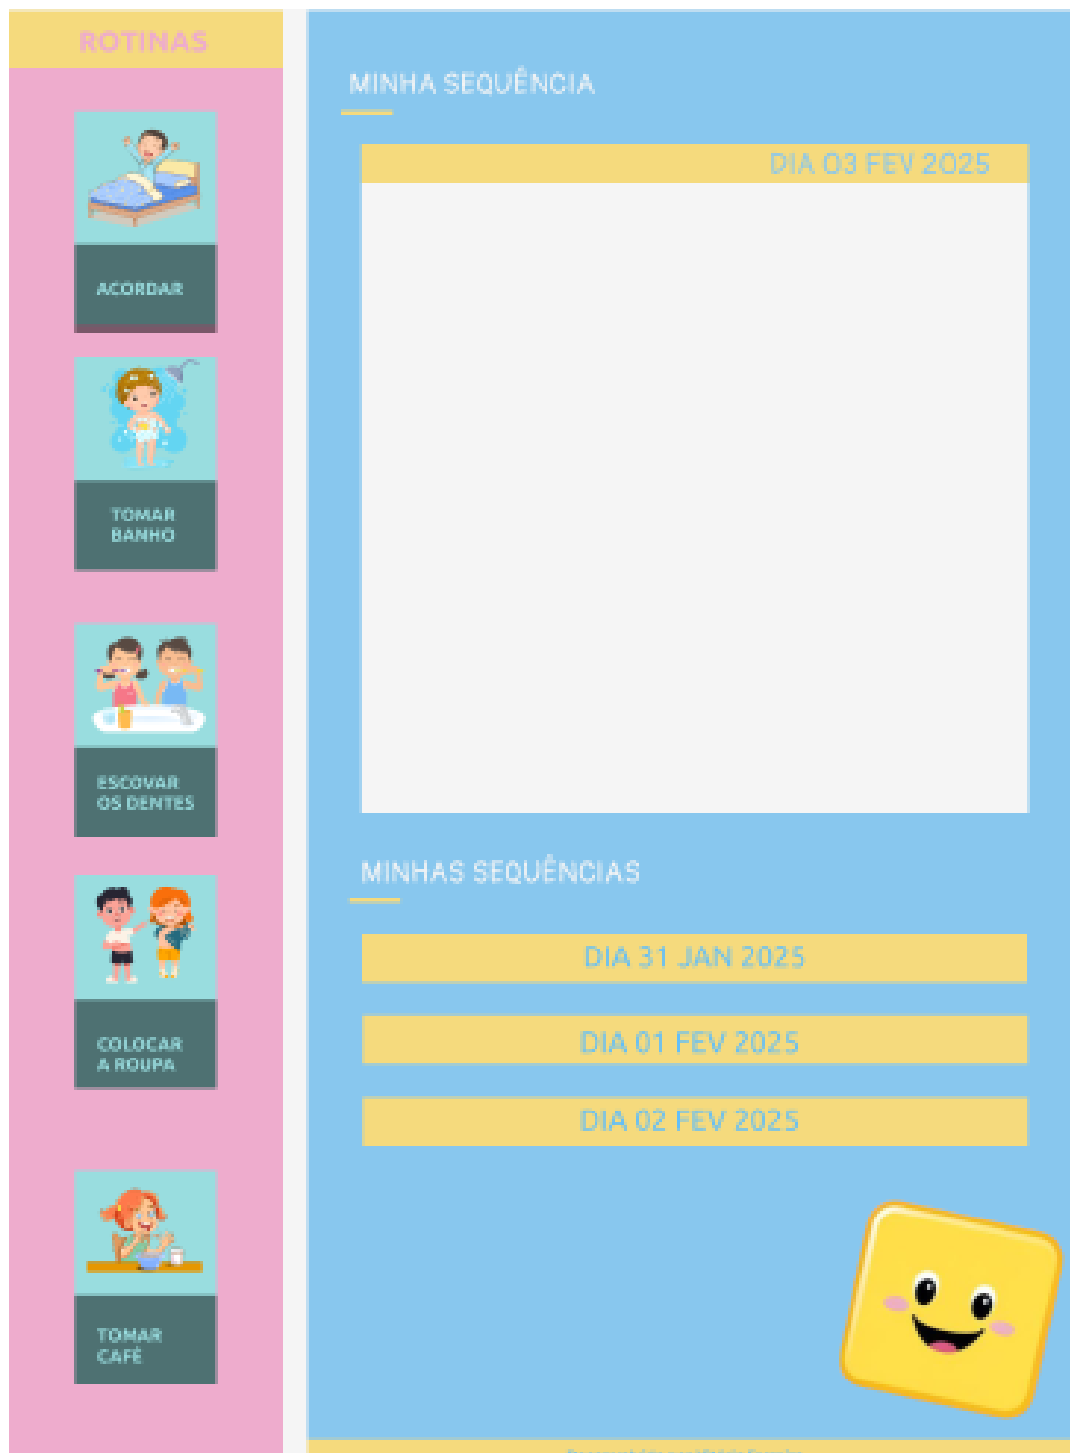 ROTINAS
ACORDAR
TOMAR
BANHO
ESCOVAR
OS DENTES
COLOCAR
A ROUPA
TOMAR
CAFÉ
MINHA SEQUÊNCIA
DIA 03 FEV 2025
MINHAS SEQUÊNCIAS
DIA 31 JAN 2025
DIA 01 FEV 2025
DIA 02 FEV 2025